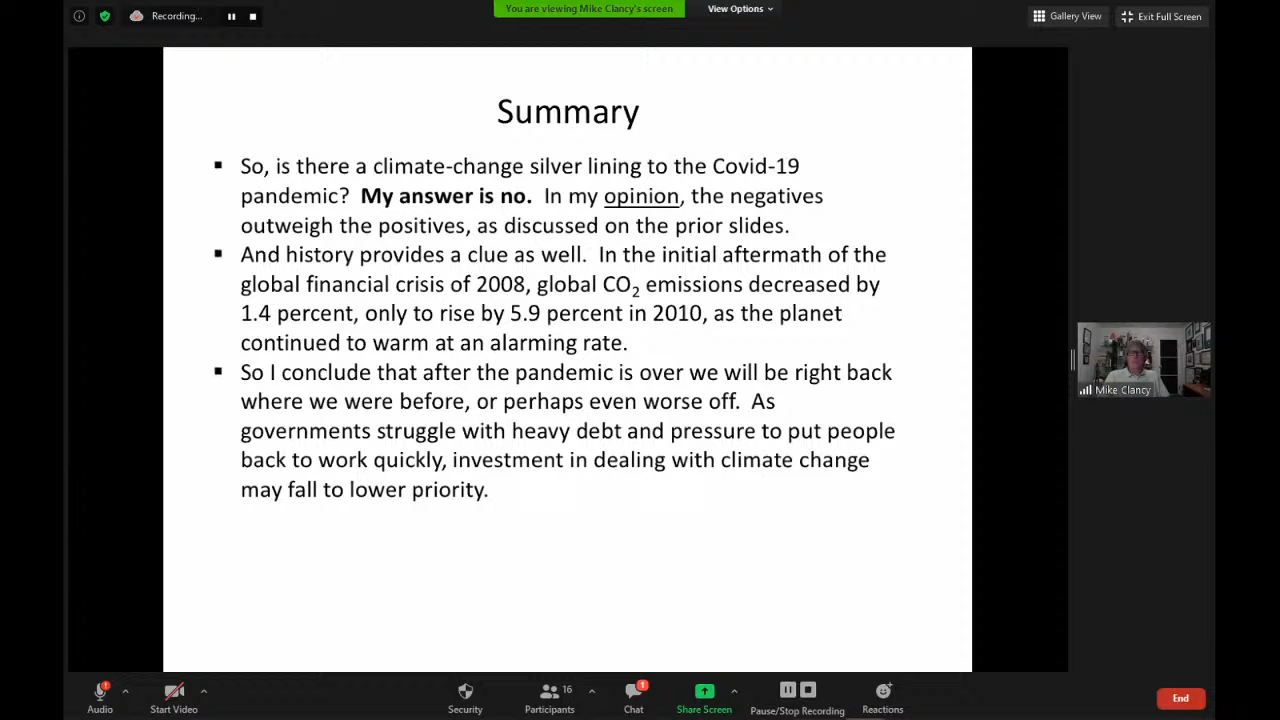 Recording...
You are viewing Mike Clancy's screen
View Options
Gallery View
Exit Full Screen
Summary
So, is there a climate-change silver lining to the Covid-19
pandemic? My answer is no. In my opinion, the negatives
outweigh the positives, as discussed on the prior slides.
And history provides a clue as well. In the initial aftermath of the
global financial crisis of 2008, global CO₂ emissions decreased by
1.4 percent, only to rise by 5.9 percent in 2010, as the planet
continued to warm at an alarming rate.
So I conclude that after the pandemic is over we will be right back
where we were before, or perhaps even worse off. As
governments struggle with heavy debt and pressure to put people
back to work quickly, investment in dealing with climate change
may fall to lower priority.
Mike Clancy
16
1
Audio
Start Video
Security
Participants
Chat
Share Screen
Pause/Stop Recording
Reactions
End